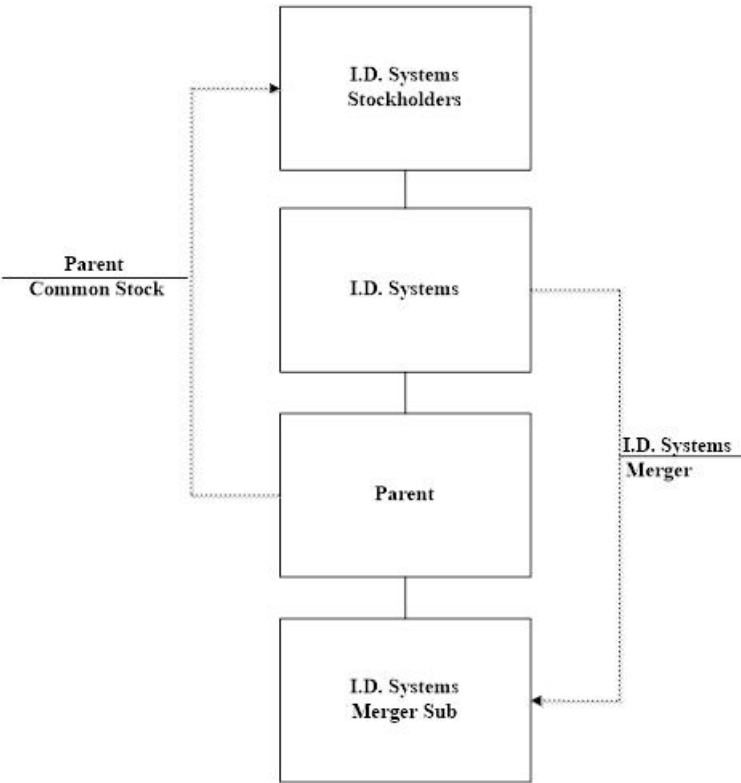 I.D. Systems
Stockholders
Parent
Common Stock
I.D. Systems
I.D. Systems
Merger
Parent
I.D. Systems
Merger Sub